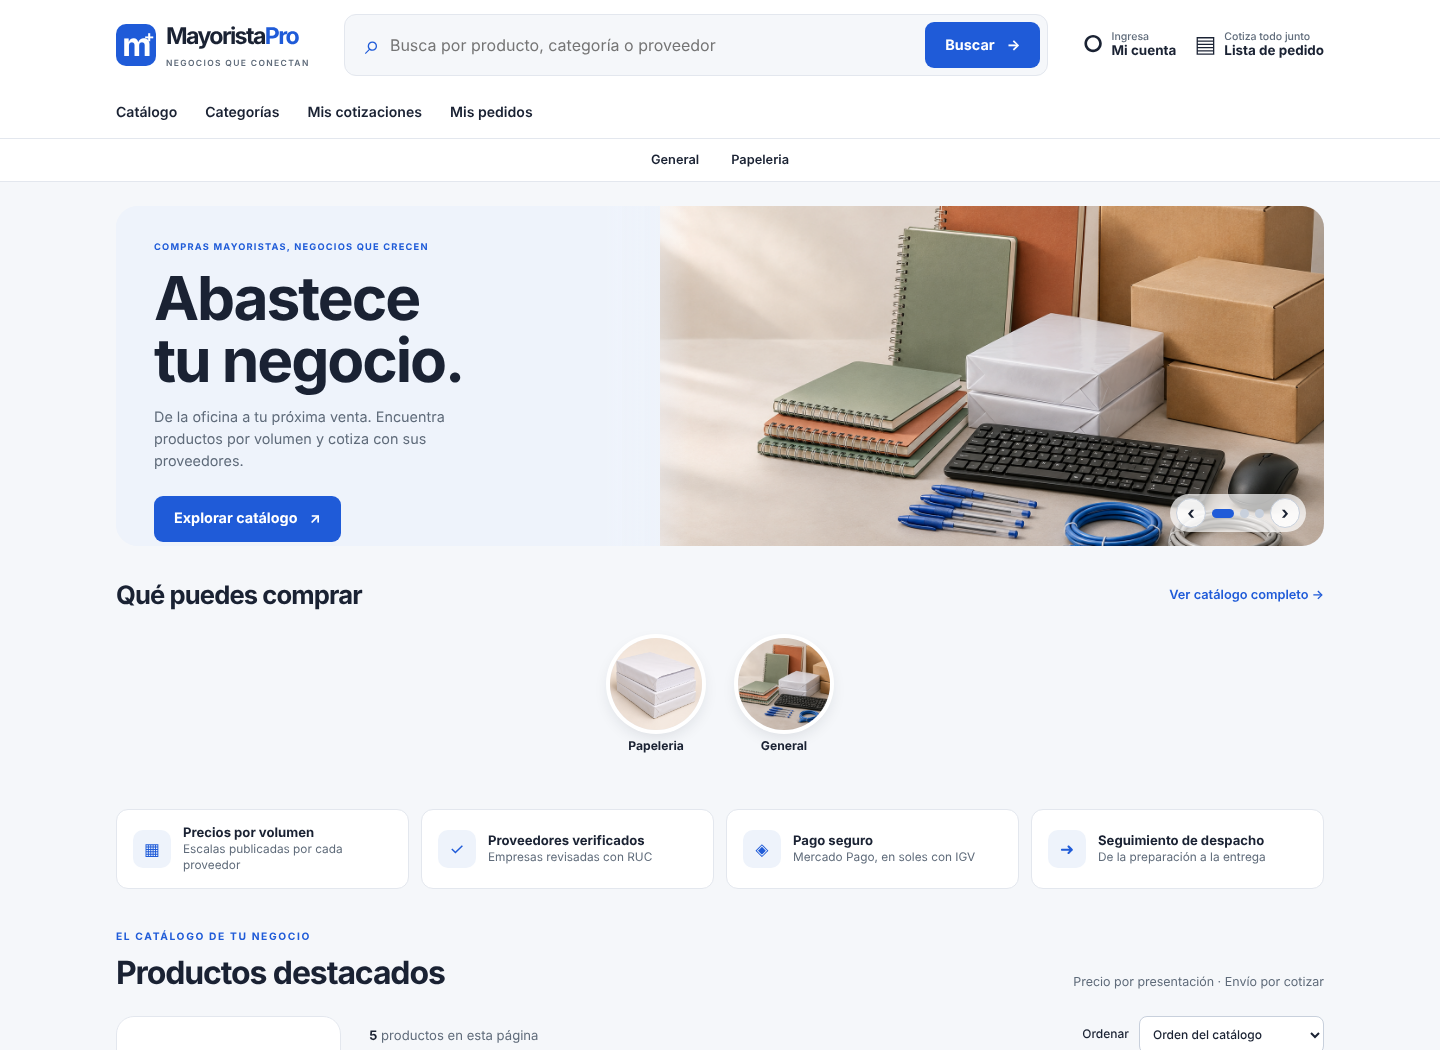 m+
MayoristaPro
NEGOCIOS QUE CONECTAN
Busca por producto, categoría o proveedor
Buscar →
Ingresa
Mi cuenta
Cotiza todo junto
Lista de pedido
Catálogo
Categorías
Mis cotizaciones
Mis pedidos
General
Papeleria
COMPRAS MAYORISTAS, NEGOCIOS QUE CRECEN
Abastece
tu negocio.
De la oficina a tu próxima venta. Encuentra
productos por volumen y cotiza con sus
proveedores.
Explorar catálogo ↗
Qué puedes comprar
Ver catálogo completo →
Papeleria
General
Precios por volumen
Escalas publicadas por cada
proveedor
Proveedores verificados
Empresas revisadas con RUC
Pago seguro
Mercado Pago, en soles con IGV
Seguimiento de despacho
De la preparación a la entrega
EL CATÁLOGO DE TU NEGOCIO
Productos destacados
Precio por presentación · Envío por cotizar
5 productos en esta página
Ordenar
Orden del catálogo